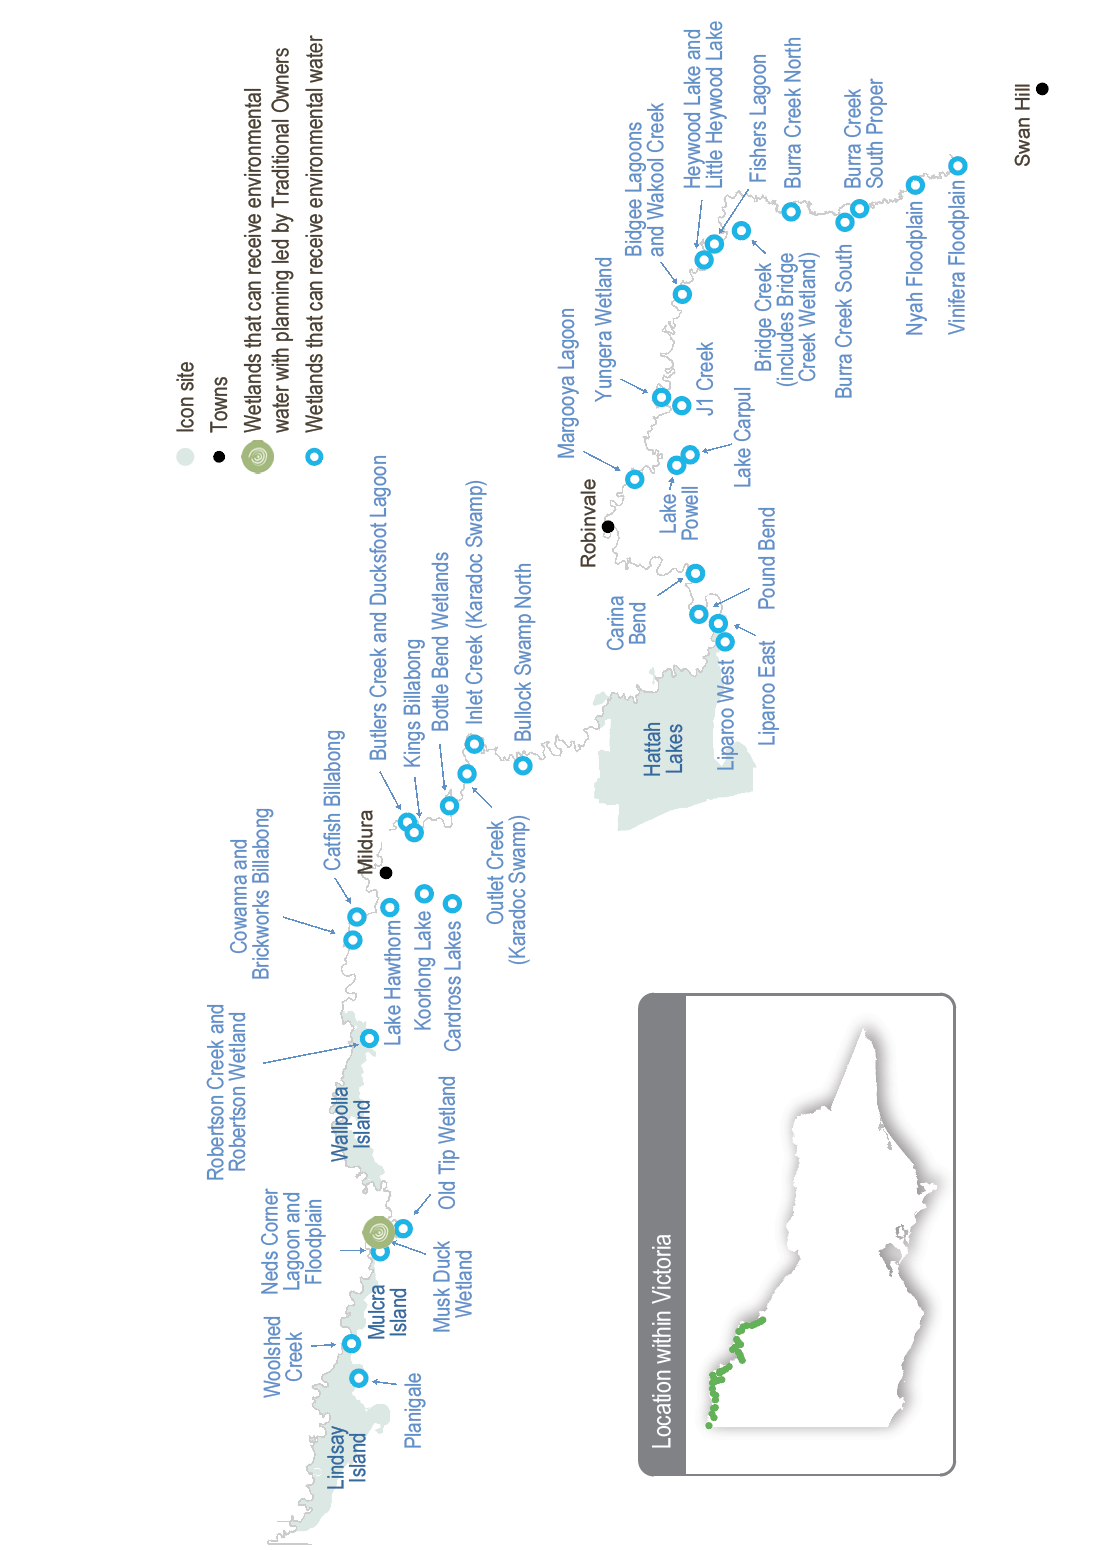 Icon site
Towns
Wetlands that can receive environmental
water with planning led by Traditional Owners
Wetlands that can receive environmental water
Lindsay
Island
Planigale
Woolshed
Creek
Mulcra
Island
Neds Corner
Lagoon and
Floodplain
Musk Duck
Wetland
Old Tip Wetland
Wallpolla
Island
Robertson Creek and
Robertson Wetland
Cowanna and
Brickworks Billabong
Catfish Billabong
Mildura
Lake Hawthorn
Koorlong Lake
Cardross Lakes
Butlers Creek and Ducksfoot Lagoon
Kings Billabong
Bottle Bend Wetlands
Inlet Creek (Karadoc Swamp)
Outlet Creek
(Karadoc Swamp)
Bullock Swamp North
Hattah
Lakes
Liparoo West
Liparoo East
Pound Bend
Carina
Bend
Robinvale
Margooya Lagoon
Lake
Powell
Lake Carpul
Yungera Wetland
J1 Creek
Bidgee Lagoons
and Wakool Creek
Heywood Lake and
Little Heywood Lake
Fishers Lagoon
Bridge Creek
(includes Bridge
Creek Wetland)
Burra Creek North
Burra Creek South
Burra Creek
South Proper
Nyah Floodplain
Vinifera Floodplain
Swan Hill
Location within Victoria